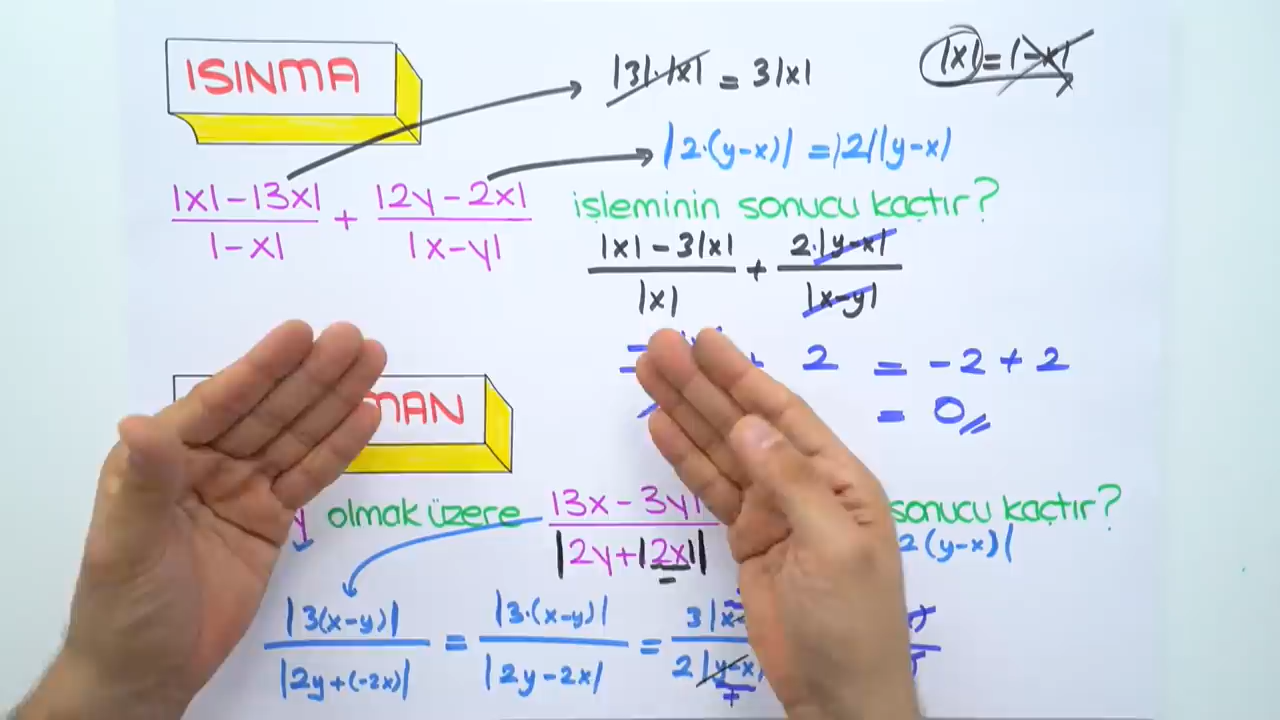 ISINMA
|3|·|x| = 3|x|
|x| = |-x|
|2·(y-x)| = |2||y-x|
|x| - |3x| / |-x| + |2y - 2x| / |x-y| işleminin sonucu kaçtır?
|x| - 3|x| / |x| + 2·|y-x| / |x-y|
2 = -2 + 2
= 0
MAN
y olmak üzere |3x - 3y| / |2y + |2x|| sonucu kaçtır?
2(y-x)|
|3(x-y)| / |2y+(-2x)| = |3·(x-y)| / |2y-2x| = 3|x / 2|y-x|